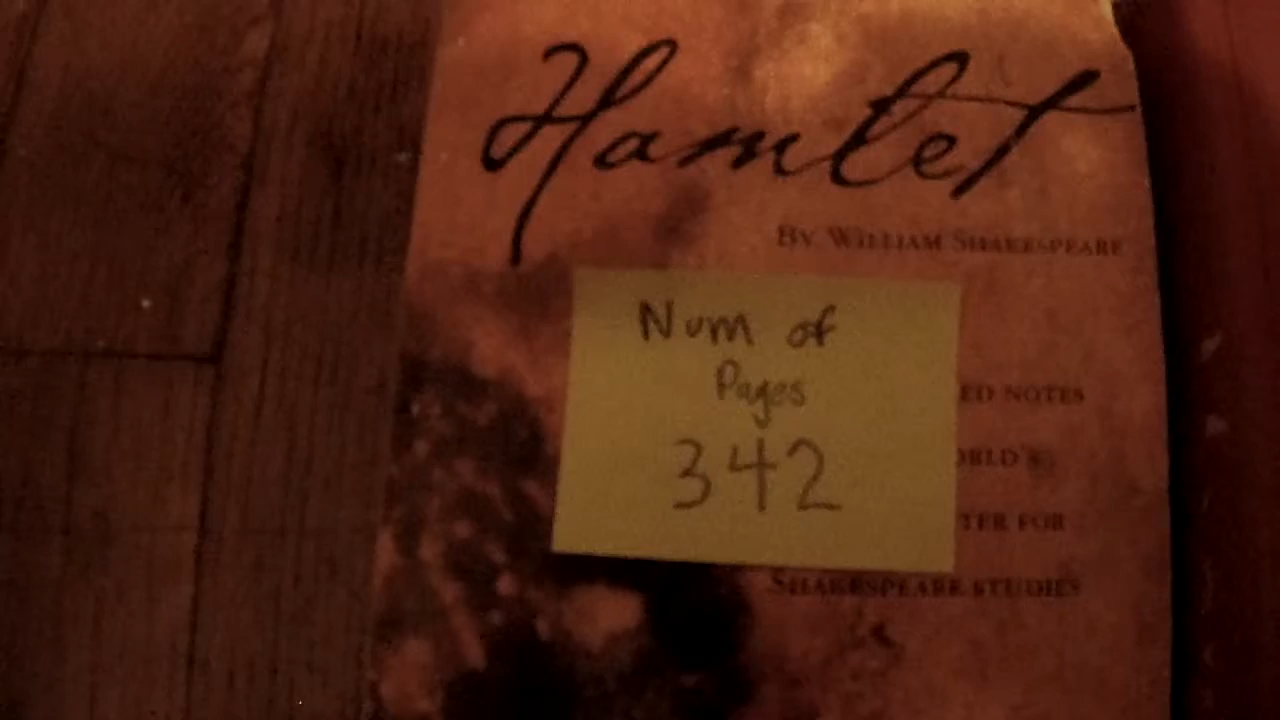 Hamlet
BY WILLIAM SHAKESPEARE
Num of
Pages
342
ED NOTES
ORLD
TER FOR
SHAKESPEARE STUDIES